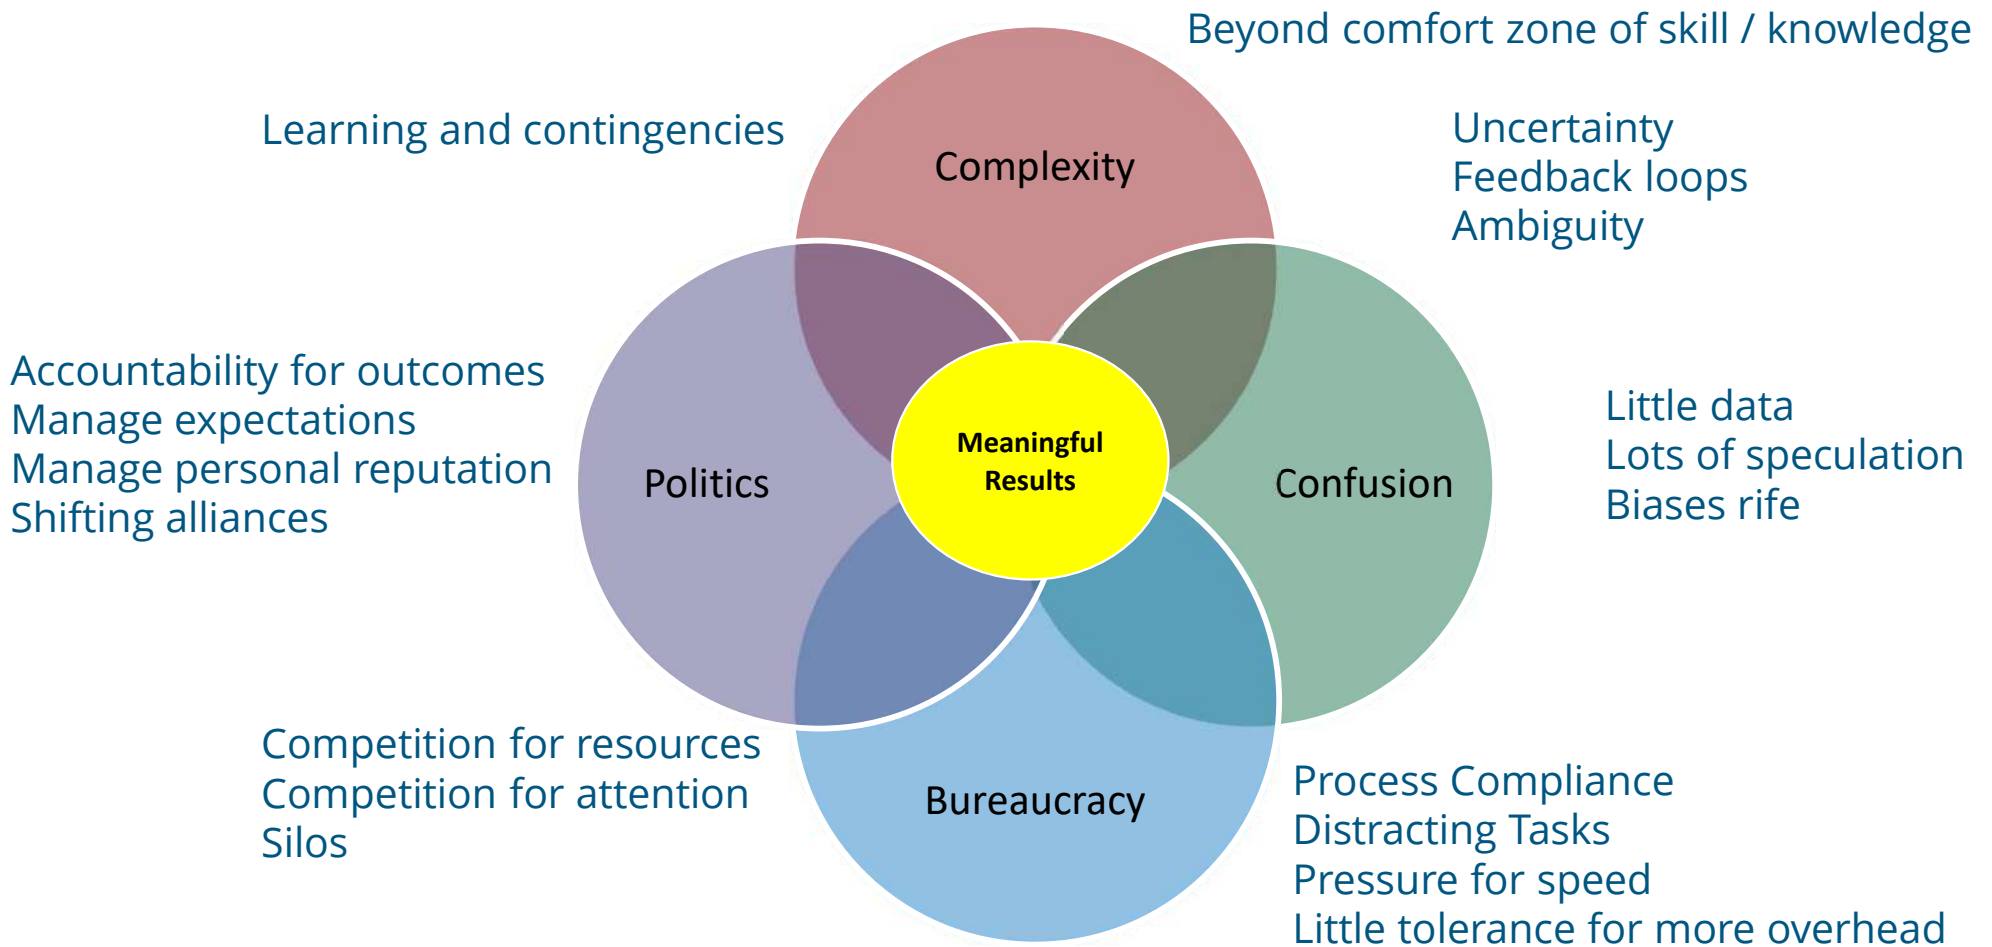 Beyond comfort zone of skill / knowledge
Learning and contingencies
Complexity
Uncertainty
Feedback loops
Ambiguity
Accountability for outcomes
Manage expectations
Manage personal reputation
Shifting alliances
Politics
Meaningful
Results
Confusion
Little data
Lots of speculation
Biases rife
Competition for resources
Competition for attention
Silos
Bureaucracy
Process Compliance
Distracting Tasks
Pressure for speed
Little tolerance for more overhead